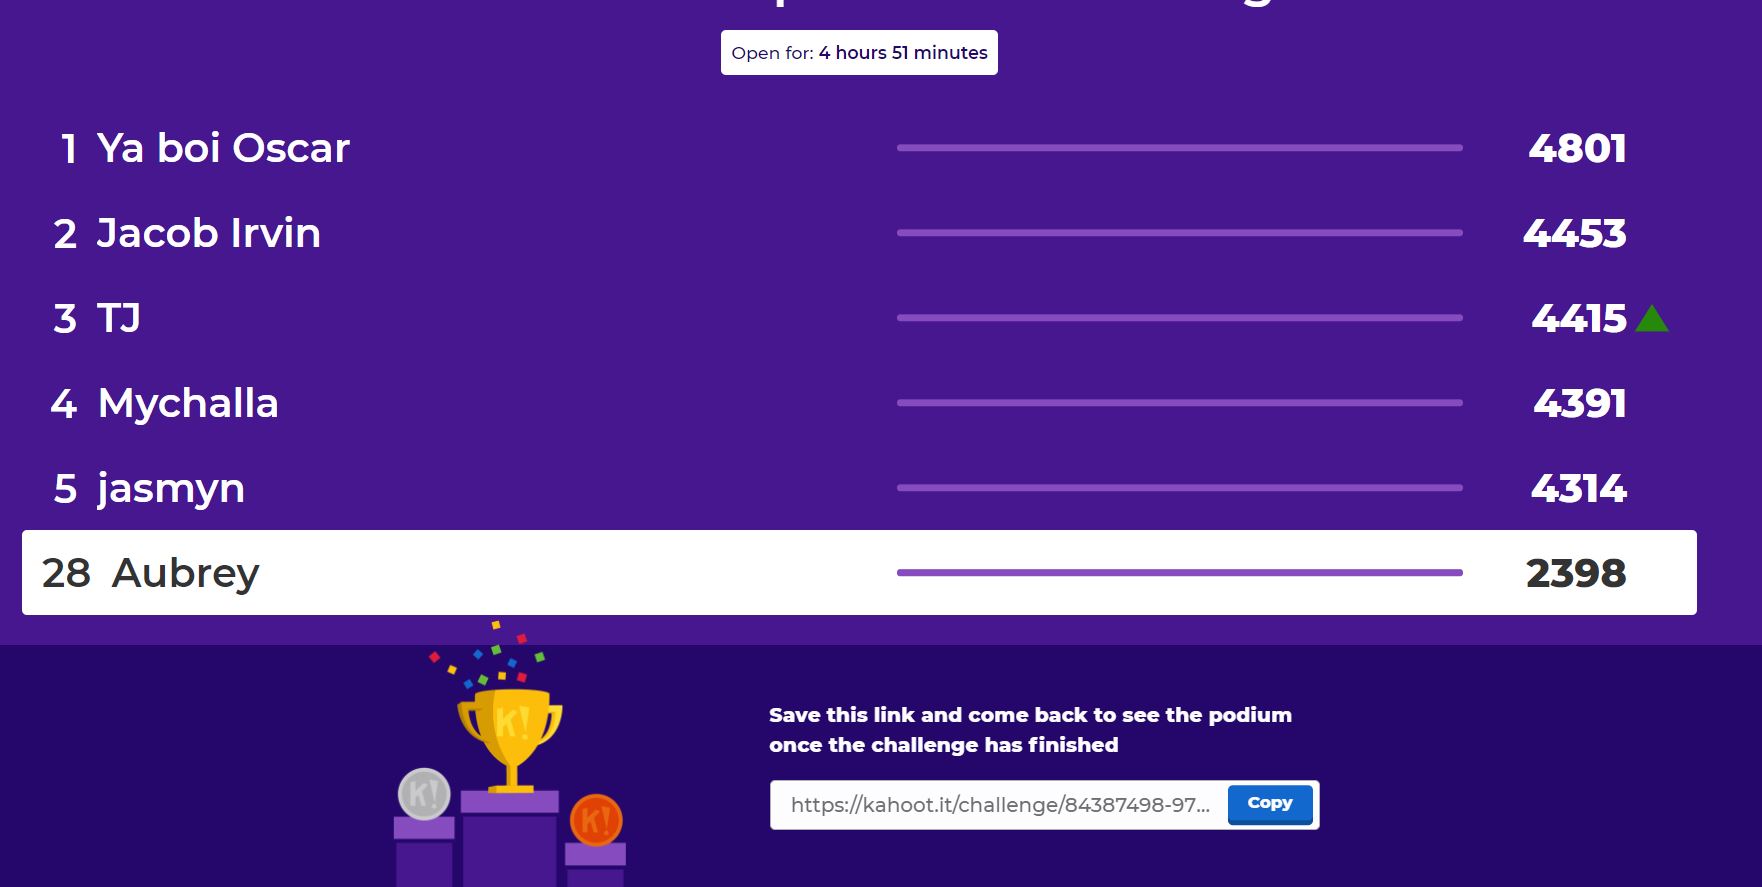 Open for: 4 hours 51 minutes
1 Ya boi Oscar 4801
2 Jacob Irvin 4453
3 TJ 4415
4 Mychalla 4391
5 jasmyn 4314
28 Aubrey 2398
K!
K!
K!
Save this link and come back to see the podium
once the challenge has finished
https://kahoot.it/challenge/84387498-97... Copy